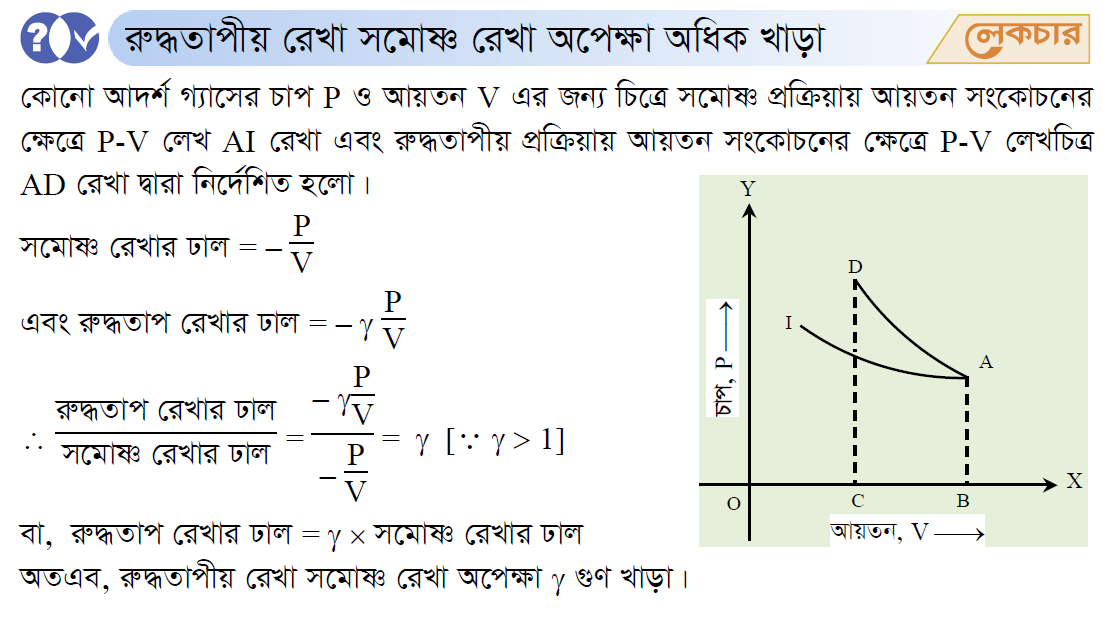 রুদ্ধতাপীয় রেখা সমোষ্ণ রেখা অপেক্ষা অধিক খাড়া
লেকচার
কোনো আদর্শ গ্যাসের চাপ P ও আয়তন V এর জন্য চিত্রে সমোষ্ণ প্রক্রিয়ায় আয়তন সংকোচনের
ক্ষেত্রে P-V লেখ AI রেখা এবং রুদ্ধতাপীয় প্রক্রিয়ায় আয়তন সংকোচনের ক্ষেত্রে P-V লেখচিত্র
AD রেখা দ্বারা নির্দেশিত হলো।
সমোষ্ণ রেখার ঢাল = – P/V
এবং রুদ্ধতাপ রেখার ঢাল = – γ P/V
∴ রুদ্ধতাপ রেখার ঢাল / সমোষ্ণ রেখার ঢাল = (– γ P/V) / (– P/V) = γ [∵ γ > 1]
বা, রুদ্ধতাপ রেখার ঢাল = γ × সমোষ্ণ রেখার ঢাল
অতএব, রুদ্ধতাপীয় রেখা সমোষ্ণ রেখা অপেক্ষা γ গুণ খাড়া।
Y
D
I
A
চাপ, P ⟶
X
O
C
B
আয়তন, V ⟶